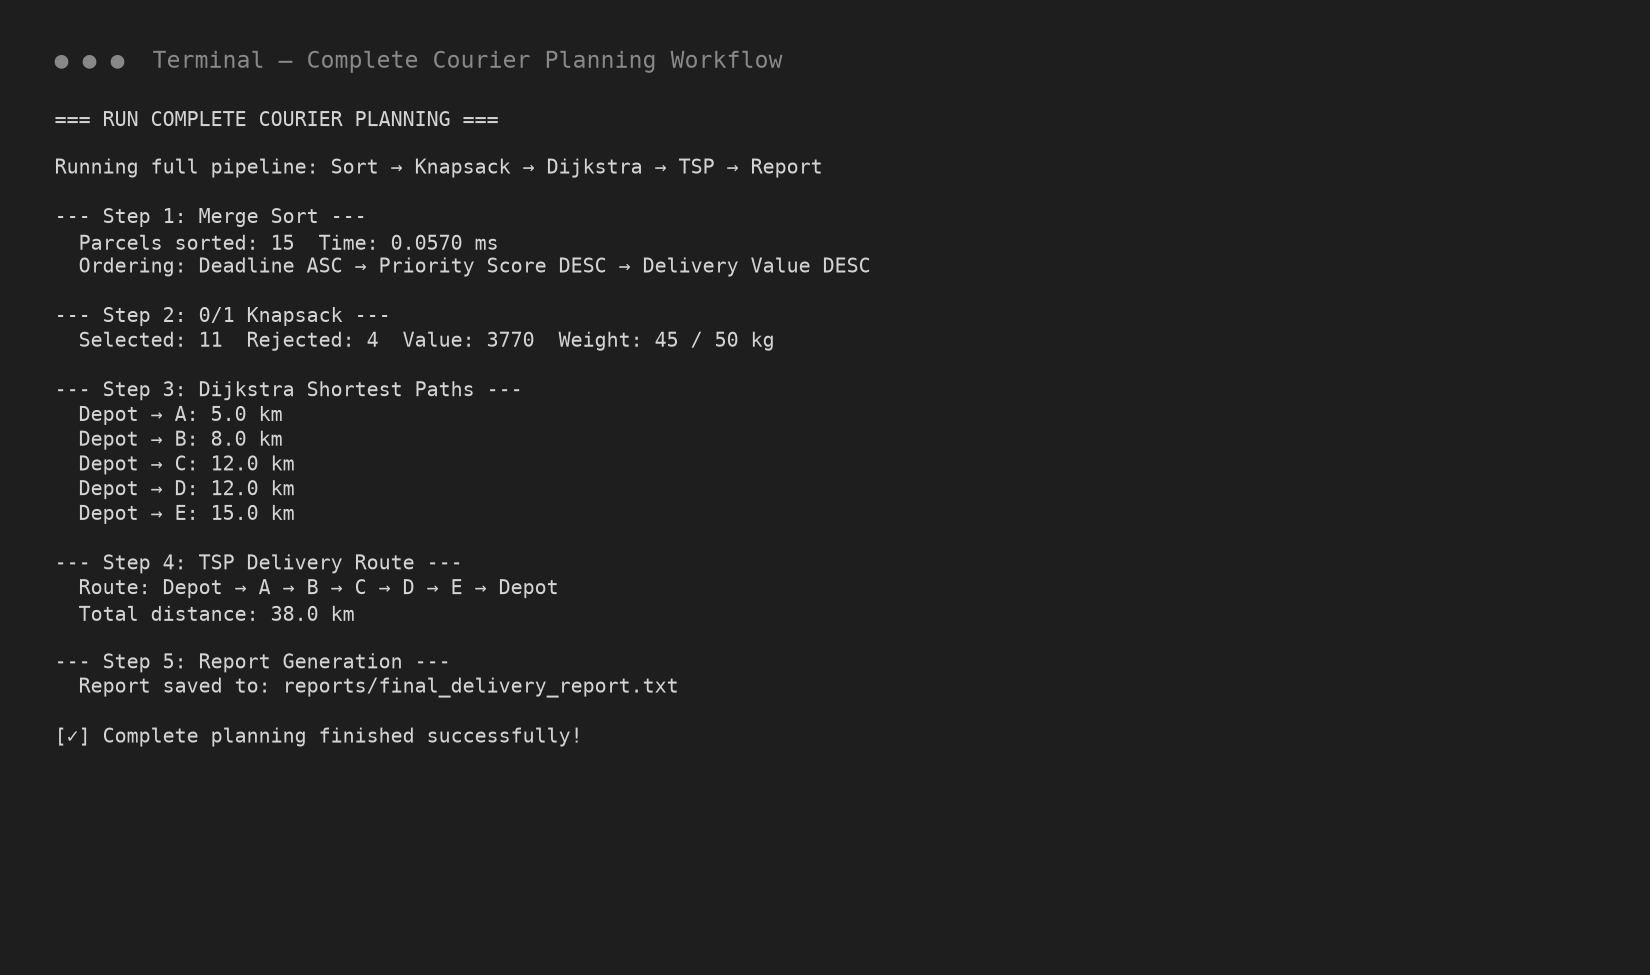 ● ● ● Terminal — Complete Courier Planning Workflow
=== RUN COMPLETE COURIER PLANNING ===
Running full pipeline: Sort → Knapsack → Dijkstra → TSP → Report
--- Step 1: Merge Sort ---
Parcels sorted: 15  Time: 0.0570 ms
Ordering: Deadline ASC → Priority Score DESC → Delivery Value DESC
--- Step 2: 0/1 Knapsack ---
Selected: 11  Rejected: 4  Value: 3770  Weight: 45 / 50 kg
--- Step 3: Dijkstra Shortest Paths ---
Depot → A: 5.0 km
Depot → B: 8.0 km
Depot → C: 12.0 km
Depot → D: 12.0 km
Depot → E: 15.0 km
--- Step 4: TSP Delivery Route ---
Route: Depot → A → B → C → D → E → Depot
Total distance: 38.0 km
--- Step 5: Report Generation ---
Report saved to: reports/final_delivery_report.txt
[✓] Complete planning finished successfully!